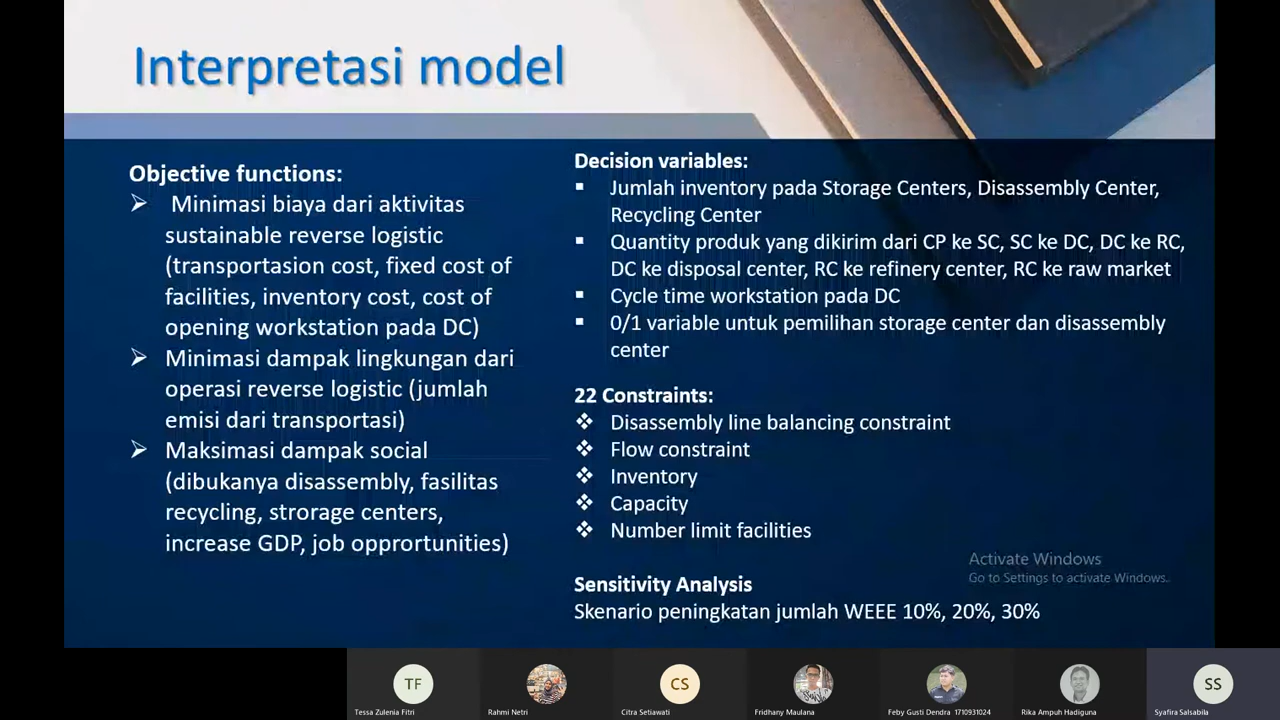 Interpretasi model
Objective functions:
Minimasi biaya dari aktivitas
sustainable reverse logistic
(transportasion cost, fixed cost of
facilities, inventory cost, cost of
opening workstation pada DC)
Minimasi dampak lingkungan dari
operasi reverse logistic (jumlah
emisi dari transportasi)
Maksimasi dampak social
(dibukanya disassembly, fasilitas
recycling, strorage centers,
increase GDP, job opprortunities)
Decision variables:
Jumlah inventory pada Storage Centers, Disassembly Center,
Recycling Center
Quantity produk yang dikirim dari CP ke SC, SC ke DC, DC ke RC,
DC ke disposal center, RC ke refinery center, RC ke raw market
Cycle time workstation pada DC
0/1 variable untuk pemilihan storage center dan disassembly
center
22 Constraints:
Disassembly line balancing constraint
Flow constraint
Inventory
Capacity
Number limit facilities
Sensitivity Analysis
Skenario peningkatan jumlah WEEE 10%, 20%, 30%
Activate Windows
Go to Settings to activate Windows.
TF
CS
SS
Tessa Zulenia Fitri
Rahmi Netri
Citra Setiawati
Fridhany Maulana
Feby Gusti Dendra 1710931024
Rika Ampuh Hadiguna
Syafira Salsabila